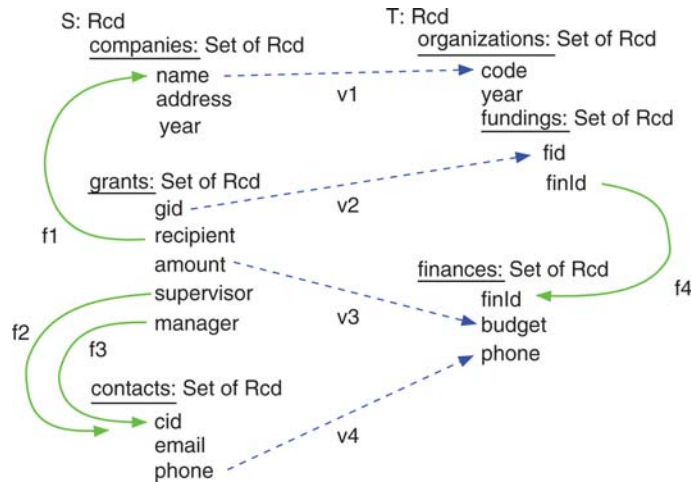 S: Rcd
companies: Set of Rcd
name
address
year
grants: Set of Rcd
gid
recipient
amount
supervisor
manager
contacts: Set of Rcd
cid
email
phone
f1
f2
f3
v1
v2
v3
v4
T: Rcd
organizations: Set of Rcd
code
year
fundings: Set of Rcd
fid
finId
finances: Set of Rcd
finId
budget
phone
f4